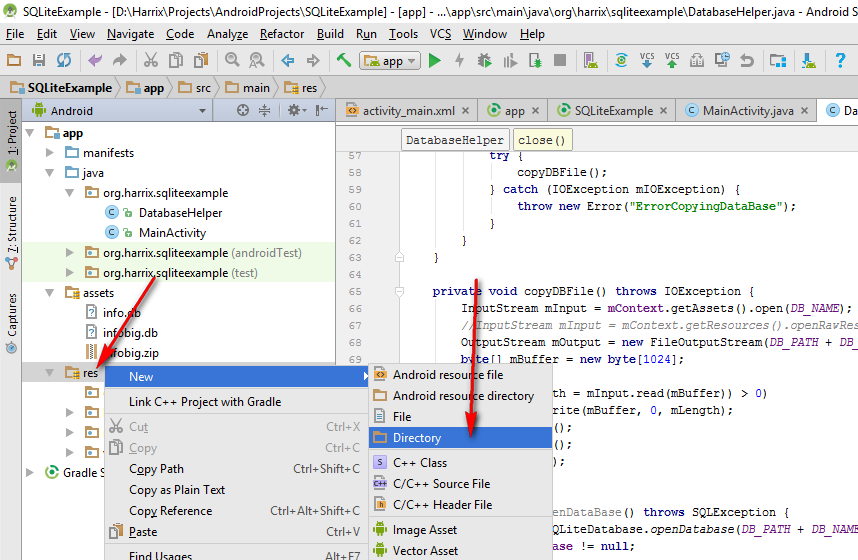 SQLiteExample - [D:\Harrix\Projects\AndroidProjects\SQLiteExample] - [app] - ...\app\src\main\java\org\harrix\sqliteexample\DatabaseHelper.java - Android S
File Edit View Navigate Code Analyze Refactor Build Run Tools VCS Window Help
app VCS VCS
SQLiteExample app src main res
Android
activity_main.xml app SQLiteExample MainActivity.java Da
1: Project
7: Structure
Captures
app
manifests
java
org.harrix.sqliteexample
DatabaseHelper
MainActivity
org.harrix.sqliteexample (androidTest)
org.harrix.sqliteexample (test)
assets
info.db
infobig.db
infobig.zip
res
Gradle S
DatabaseHelper close()
57 try {
58 copyDBFile();
59 } catch (IOException mIOException) {
60 throw new Error("ErrorCopyingDataBase");
61 }
62 }
63 }
64
65 private void copyDBFile() throws IOException {
66 InputStream mInput = mContext.getAssets().open(DB_NAME);
67 //InputStream mInput = mContext.getResources().openRawRes
68 OutputStream mOutput = new FileOutputStream(DB_PATH + DB_
69 byte[] mBuffer = new byte[1024];
th = mInput.read(mBuffer)) > 0)
rite(mBuffer, 0, mLength);
();
();
);
enDataBase() throws SQLException {
QLiteDatabase.openDatabase(DB_PATH + DB_NA
ase != null;
New
Link C++ Project with Gradle
Cut Ctrl+X
Copy Ctrl+C
Copy Path Ctrl+Shift+C
Copy as Plain Text
Copy Reference Ctrl+Alt+Shift+C
Paste Ctrl+V
Find Usages Alt+F7
Android resource file
Android resource directory
File
Directory
C++ Class
C/C++ Source File
C/C++ Header File
Image Asset
Vector Asset